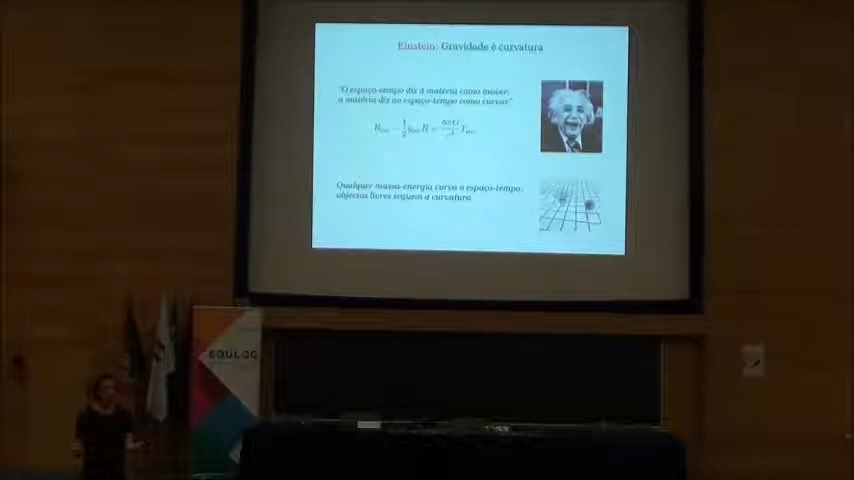 Einstein: Gravidade é curvatura
"O espaço-tempo diz à matéria como mover;
a matéria diz ao espaço-tempo como curvar"
Qualquer massa-energia curva o espaço-tempo;
objectos livres seguem a curvatura
EDULOG